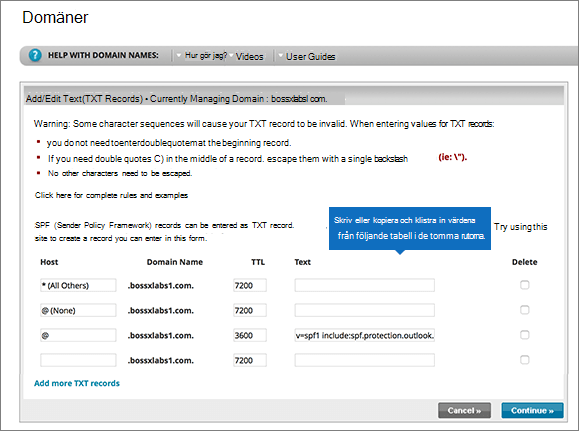 Domäner
? HELP WITH DOMAIN NAMES: Hur gör jag? Videos User Guides
Add/Edit Text(TXT Records) • Currently Managing Domain : bossxlabsl com.
Warning: Some character sequences will cause your TXT record to be invalid. When entering values for TXT records:
you do not needtoenterdoublequotematthe beginning record.
If you need double quotes C) in the middle of a record. escape them with a single backslash (ie: \").
No other characters need to be escaped.
Click here for complete rules and examples
Skriv eller kopiera och klistra in värdena
från följande tabell i de tomma rutorna.
SPF (Sender Policy Framework) records can be entered as TXT record. . Try using this
site to create a record you can enter in this form.
Host Domain Name TTL Text Delete
* (All Others) .bossxlabs1.com. 7200
@ (None) .bossxlabs1.com. 7200
@ .bossxlabs1.com. 3600 v=spf1 include:spf.protection.outlook.
.bossxlabs1.com. 7200
Add more TXT records
Cancel » Continue »